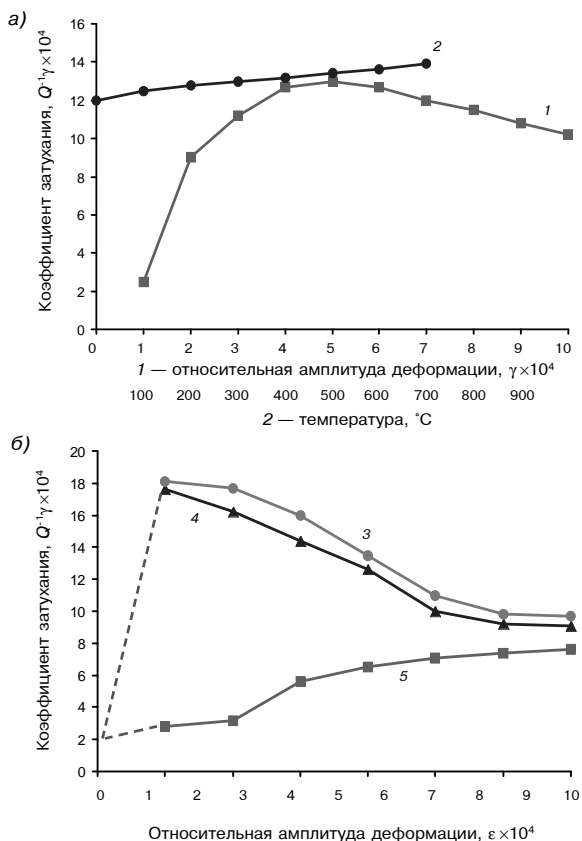 а)
16
14
12
10
8
6
4
2
0
Коэффициент затухания, Q⁻¹γ×10⁴
2
1
0 1 2 3 4 5 6 7 8 9 10
1 — относительная амплитуда деформации, γ×10⁴
100 200 300 400 500 600 700 800 900
2 — температура, ˚С
б)
20
18
16
14
12
10
8
6
4
2
0
Коэффициент затухания, Q⁻¹γ×10⁴
4
3
5
0 1 2 3 4 5 6 7 8 9 10
Относительная амплитуда деформации, ε×10⁴